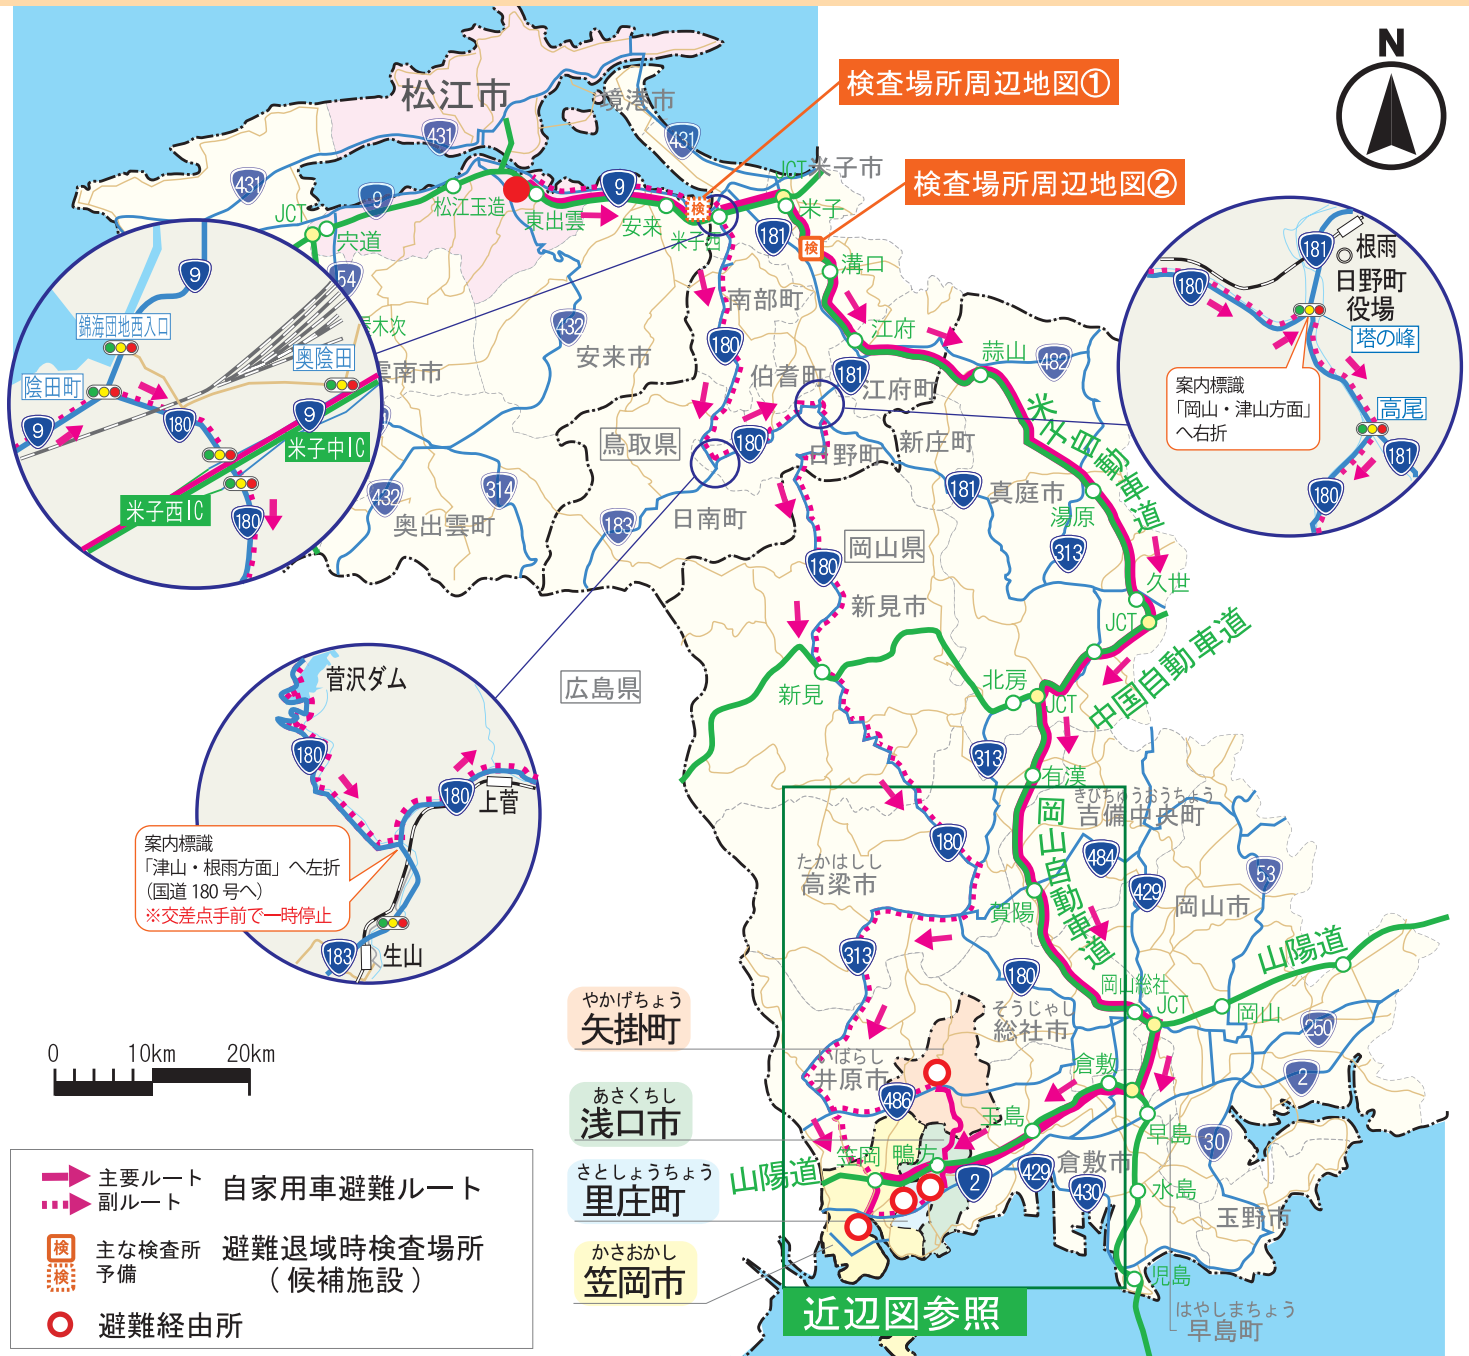 N
検査場所周辺地図①
検査場所周辺地図②
松江市
境港市
米子市
431
431
431
9
9
JCT
宍道
松江玉造
東出雲
安来
米子西
検
JCT
米子
検
溝口
181
54
432
安来市
南部町
180
江府
蒜山
482
伯耆町
181
江府町
雲南市
鳥取県
180
日野町
新庄町
米子自動車道
432
314
奥出雲町
183
日南町
181
真庭市
湯原
313
岡山県
180
新見市
久世
JCT
中国自動車道
広島県
新見
北房
JCT
313
有漢
9
錦海団地西入口
奥陰田
陰田町
9
180
9
米子中IC
米子西IC
180
181
根雨
日野町
役場
180
塔の峰
案内標識
「岡山・津山方面」
へ右折
高尾
181
180
菅沢ダム
180
180
上菅
案内標識
「津山・根雨方面」へ左折
(国道180号へ)
※交差点手前で一時停止
183
生山
きびちゅうおうちょう
吉備中央町
岡山自動車道
180
484
429
53
たかはしし
高梁市
賀陽
岡山市
313
180
岡山総社
JCT
山陽道
岡山
250
2
そうじゃし
総社市
やかげちょう
矢掛町
いばらし
井原市
倉敷
486
玉島
早島
30
あさくちし
浅口市
笠岡
鴨方
山陽道
2
429
倉敷市
430
水島
玉野市
さとしょうちょう
里庄町
かさおかし
笠岡市
児島
はやしまちょう
早島町
近辺図参照
0 10km 20km
主要ルート
副ルート
自家用車避難ルート
検 主な検査所
検 予備
避難退域時検査場所
(候補施設)
避難経由所